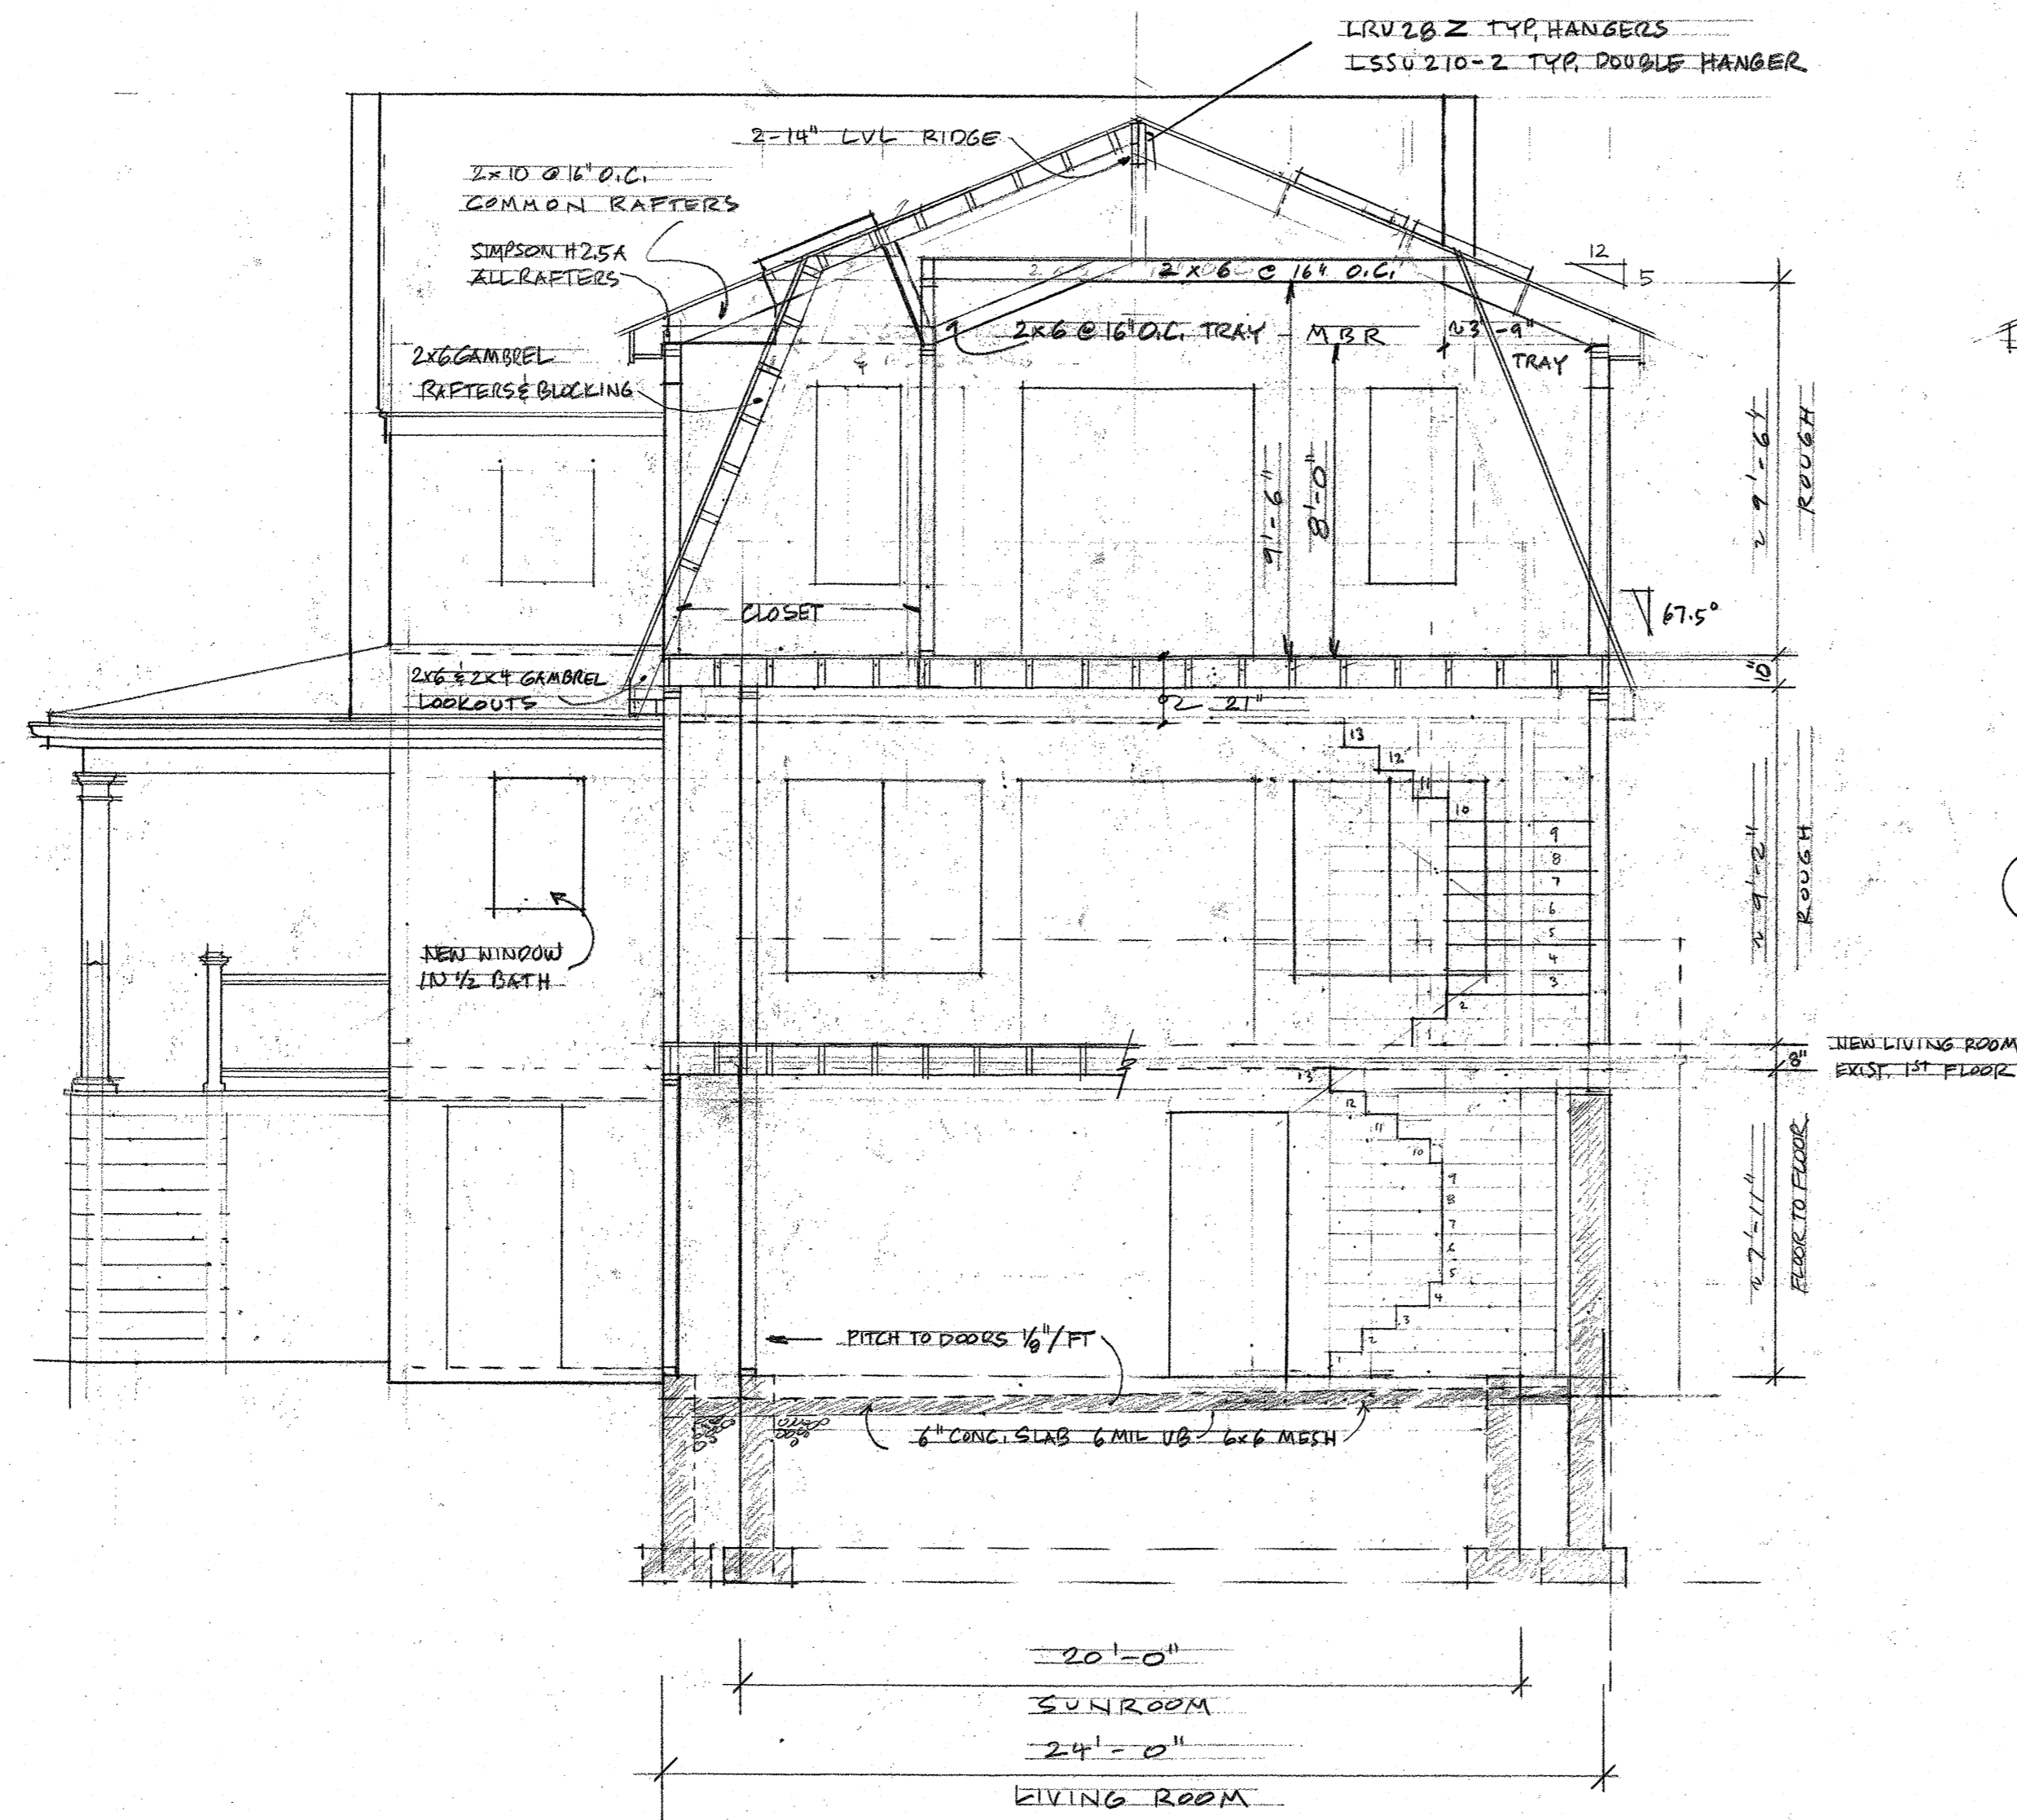 LRU28Z TYP, HANGERS
LSSU210-2 TYP. DOUBLE HANGER
2-14" LVL RIDGE
2x10 @ 16" O.C.
COMMON RAFTERS
SIMPSON H2.5A
ALL RAFTERS
12
5
2x6 @ 16" O.C.
2x6 @ 16" O.C. TRAY
MBR
~3'-9"
TRAY
2x6 GAMBREL
RAFTERS & BLOCKING
9'-6"
8'-0"
~ 9'-6"
ROUGH
CLOSET
67.5°
2x6 & 2x4 GAMBREL
LOOKOUTS
21"
10"
13
12
11
10
9
8
7
6
5
4
3
2
1
~ 9'-2"
ROUGH
NEW WINDOW
IN 1/2 BATH
NEW LIVING ROOM
8"
EXIST. 1ST FLOOR
13
12
11
10
9
8
7
6
5
4
3
2
1
~ 7'-11"
FLOOR TO FLOOR
PITCH TO DOORS 1/8"/FT
6" CONC. SLAB 6 MIL VB 6x6 MESH
20'-0"
SUNROOM
24'-0"
LIVING ROOM